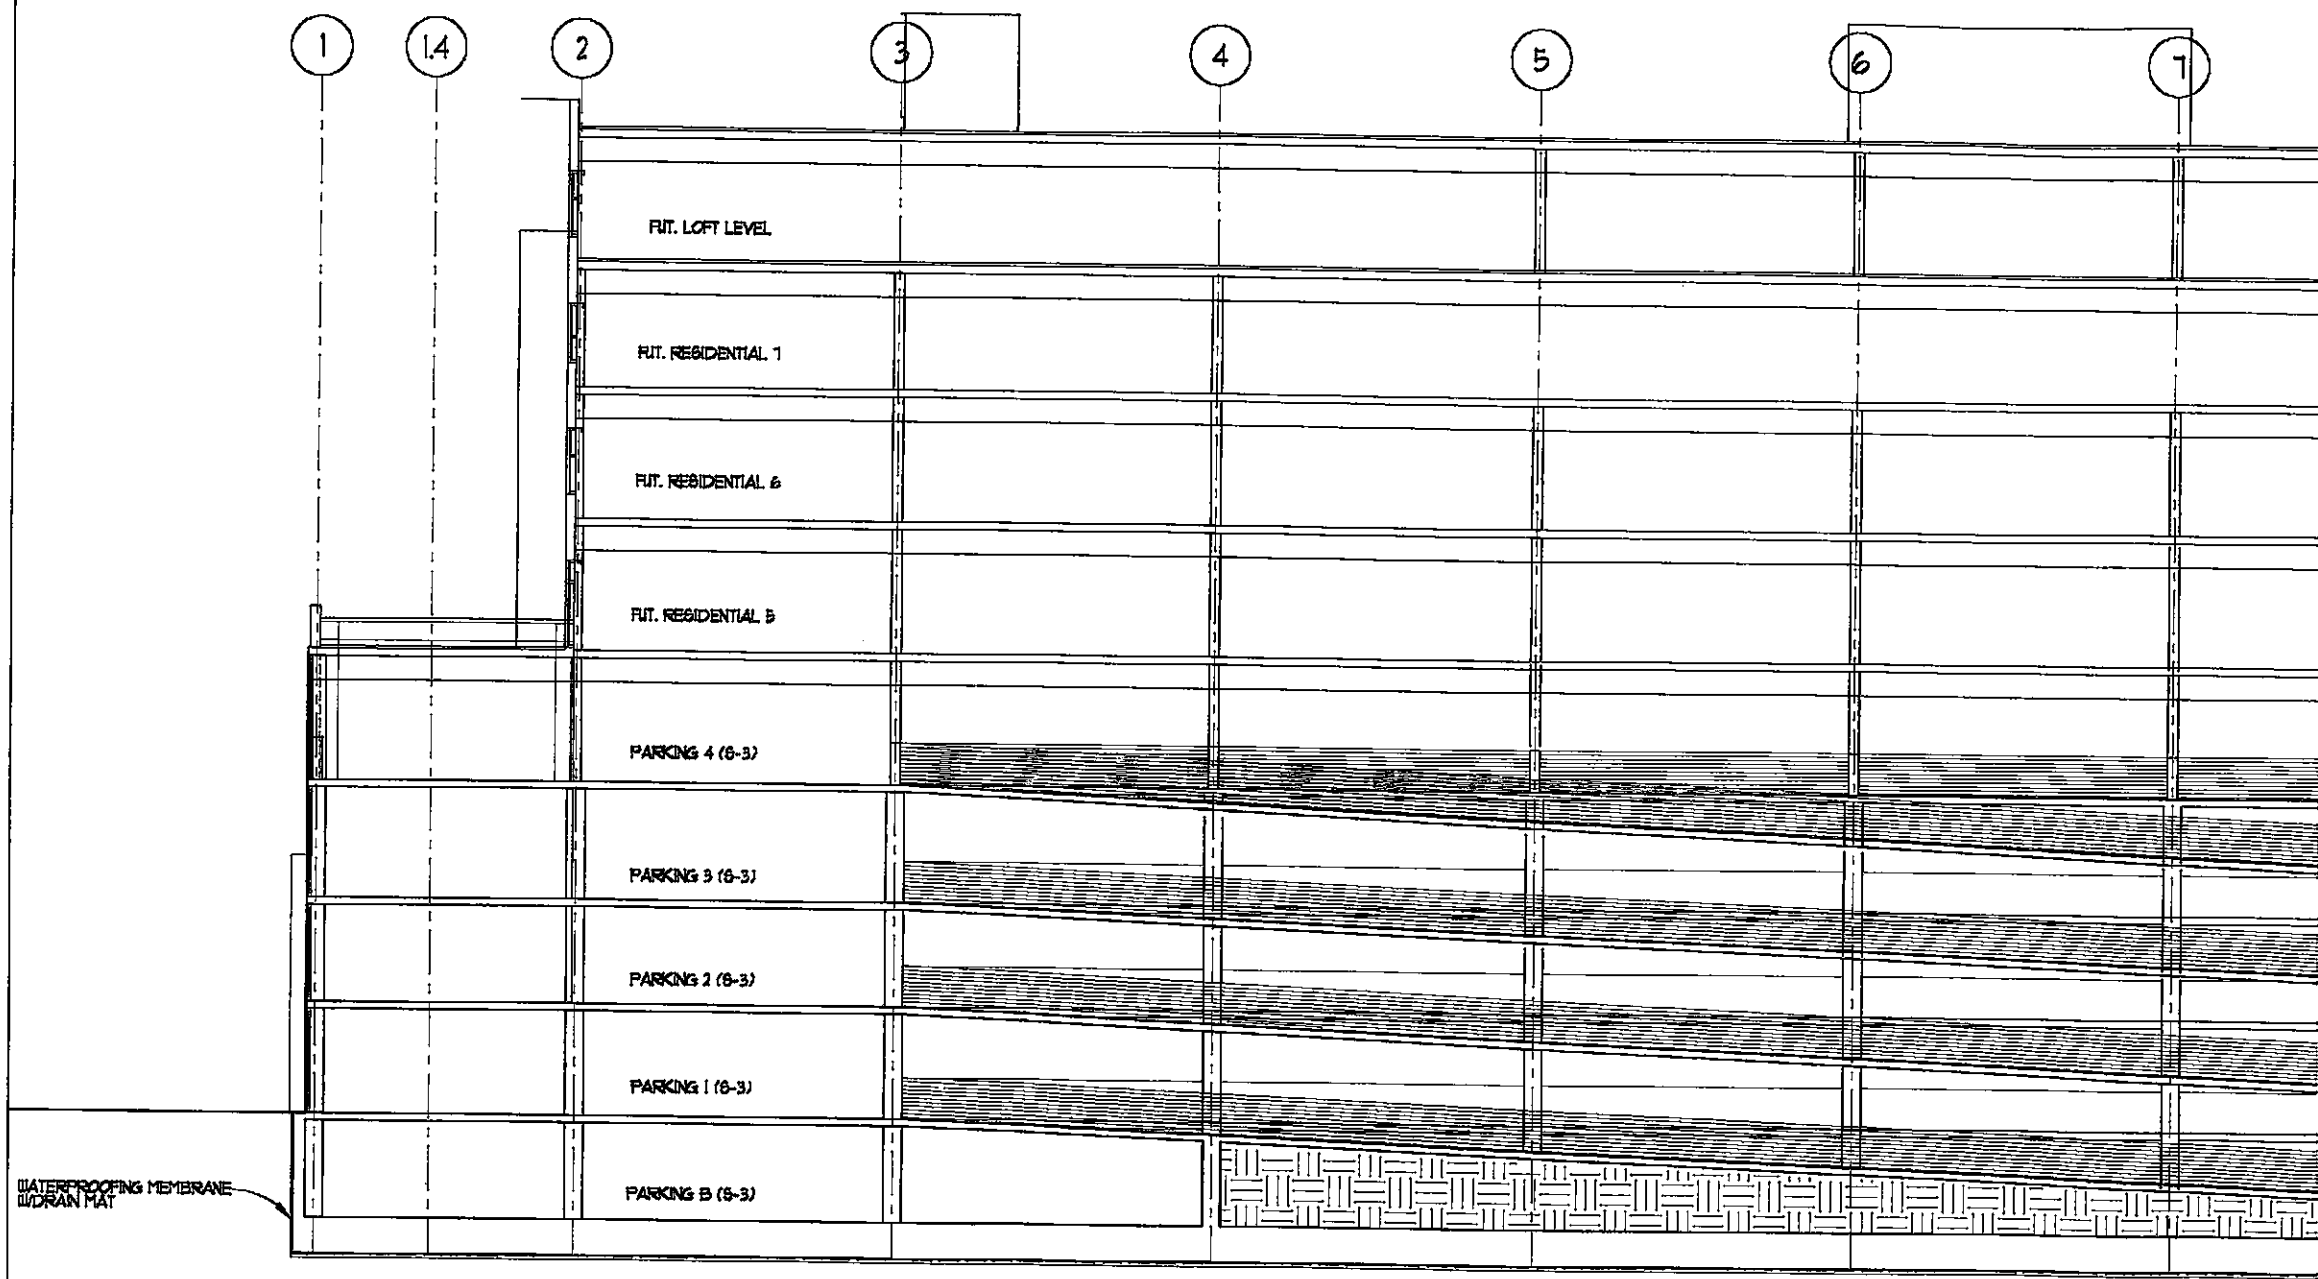 1 1.4 2 3 4 5 6 7
FUT. LOFT LEVEL
FUT. RESIDENTIAL 7
FUT. RESIDENTIAL 6
FUT. RESIDENTIAL 5
PARKING 4 (S-3)
PARKING 3 (S-3)
PARKING 2 (S-3)
PARKING 1 (S-3)
PARKING B (S-3)
WATERPROOFING MEMBRANE
W/DRAIN MAT